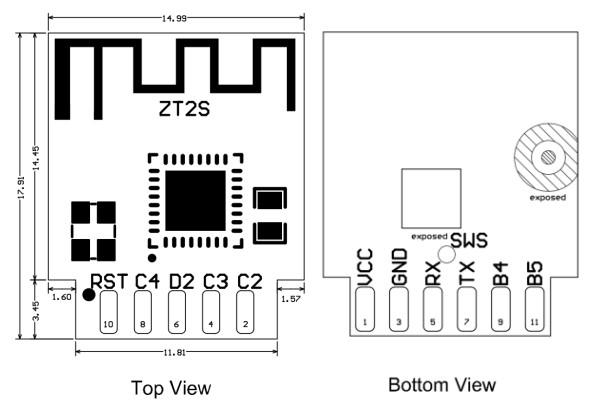 14.99
ZT2S
17.91
14.45
3.45
1.60
1.57
RST C4 D2 C3 C2
10 8 6 4 2
11.81
Top View
exposed
exposed
SWS
VCC GND RX TX B4 B5
1 3 5 7 9 11
Bottom View